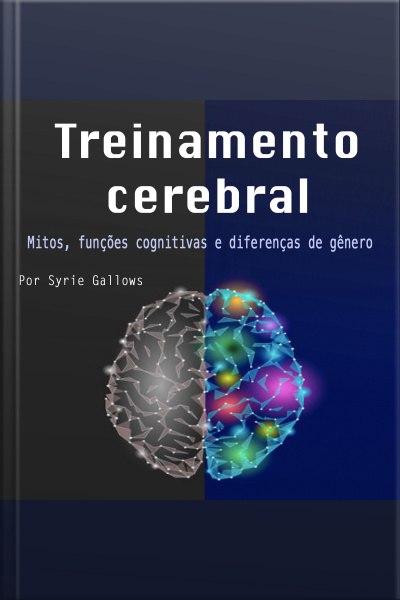 Treinamento
cerebral
Mitos, funções cognitivas e diferenças de gênero
Por Syrie Gallows